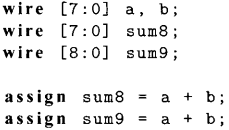 wire [7:0] a, b;
wire [7:0] sum8;
wire [8:0] sum9;
assign sum8 = a + b;
assign sum9 = a + b;